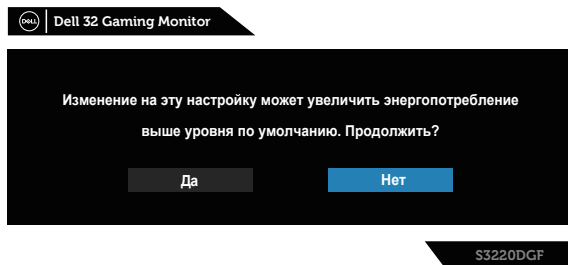 DELL
Dell 32 Gaming Monitor
Изменение на эту настройку может увеличить энергопотребление
выше уровня по умолчанию. Продолжить?
Да
Нет
S3220DGF